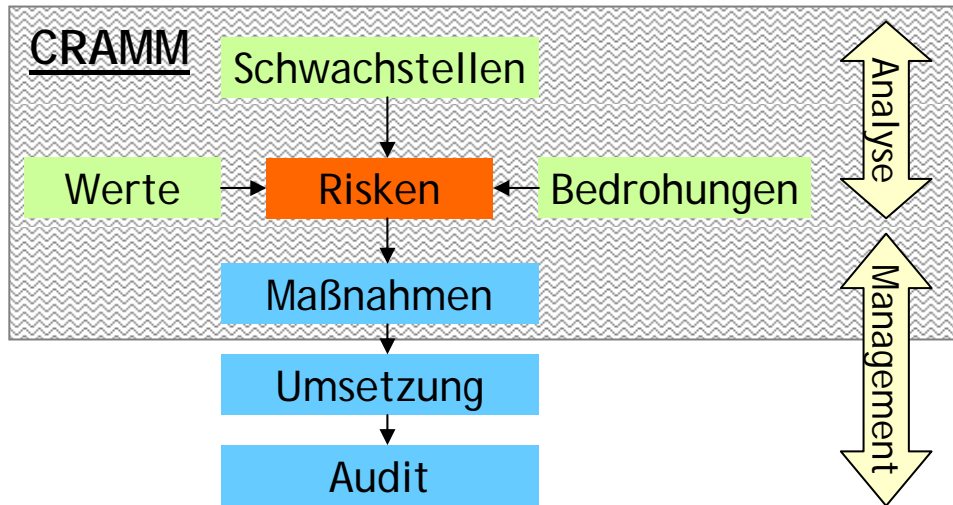 CRAMM
Schwachstellen
Werte
Risken
Bedrohungen
Maßnahmen
Umsetzung
Audit
Analyse
Management